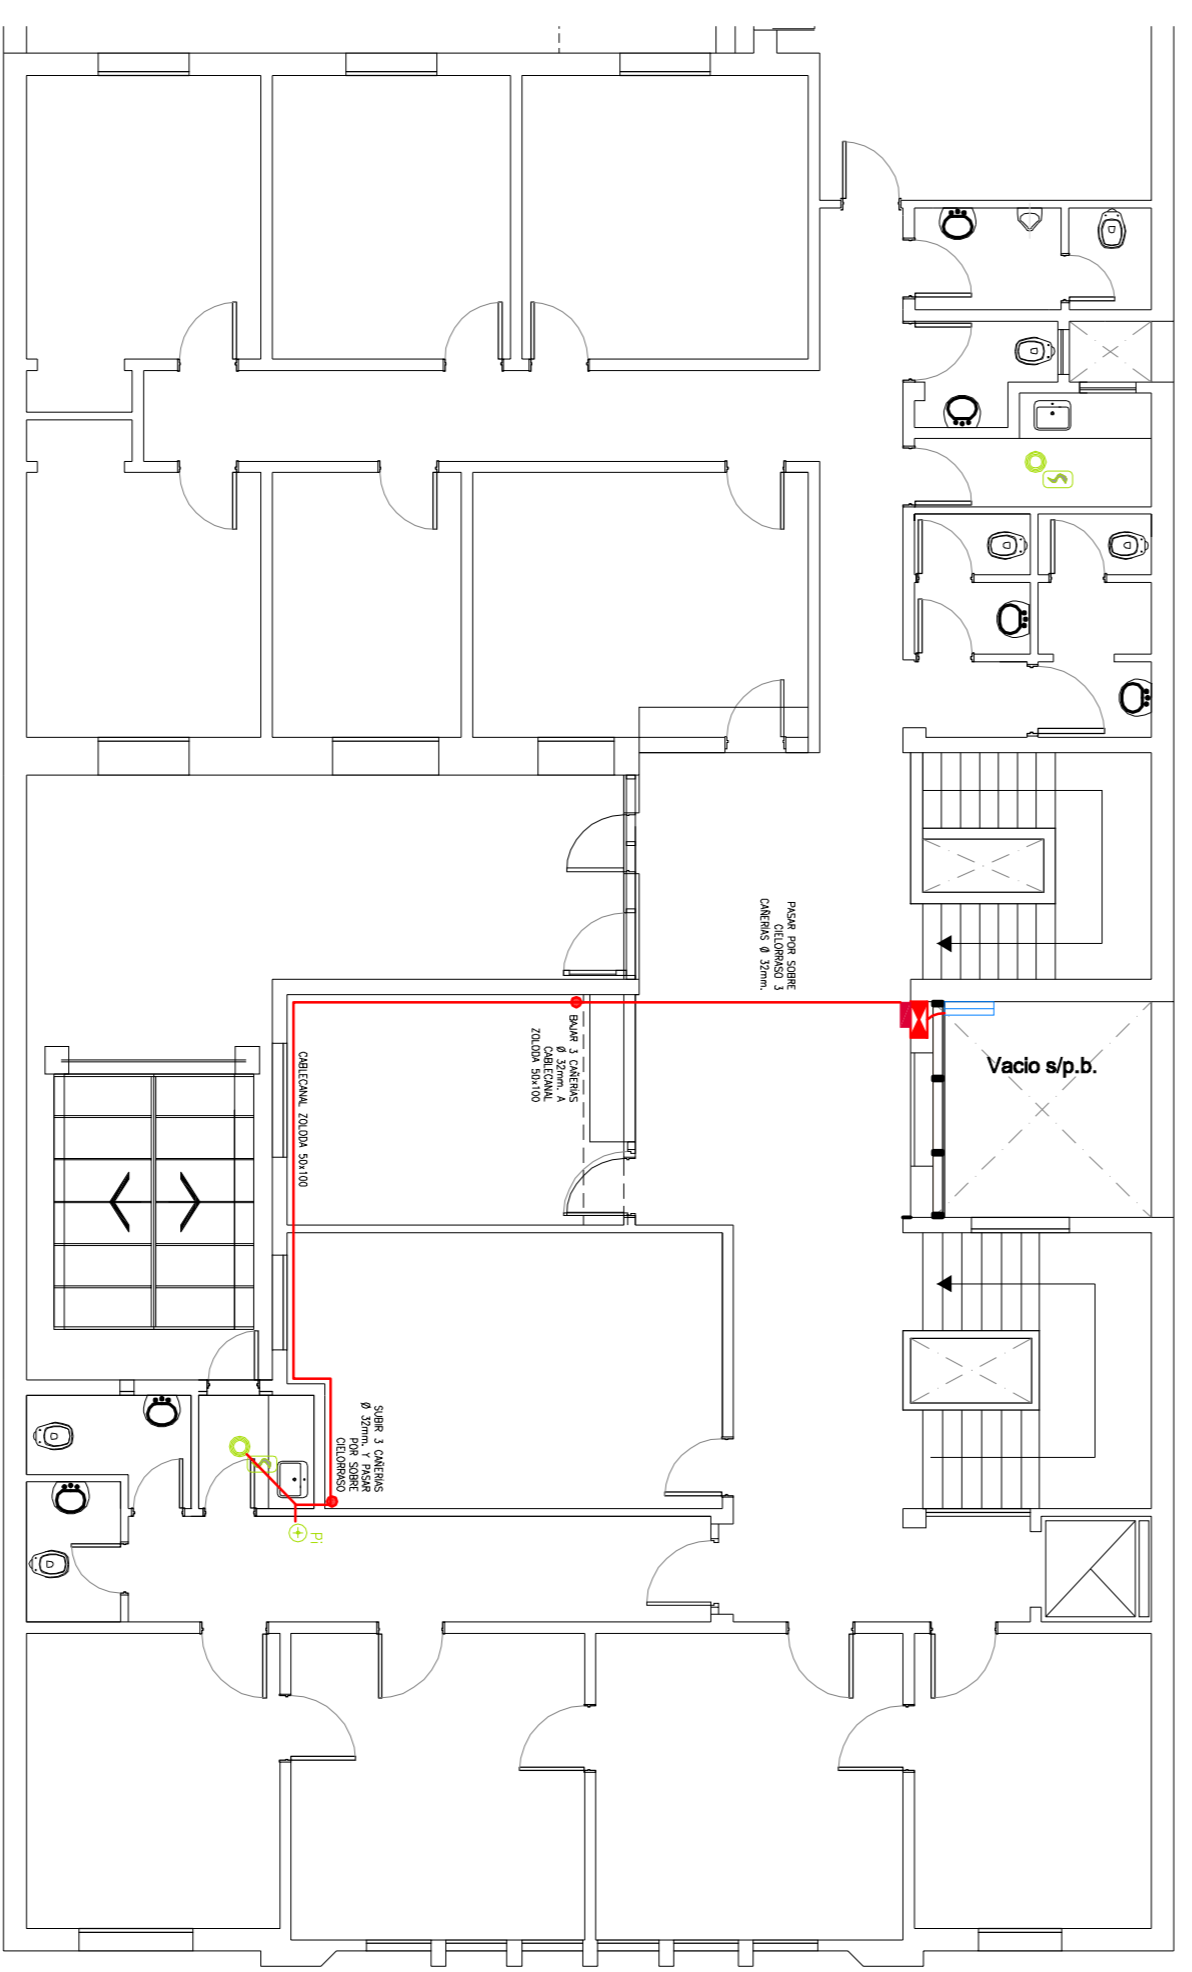 PASAR POR SOBRE
CIELORRASO 3
CAÑERIAS Ø 32mm.
Vacio s/p.b.
BAJAR 3 CAÑERIAS
Ø 32mm. A
CABLECANAL
ZOLODA 50x100
CABLECANAL ZOLODA 50x100
SUBIR 3 CAÑERIAS
Ø 32mm. Y PASAR
POR SOBRE
CIELORRASO
Pi